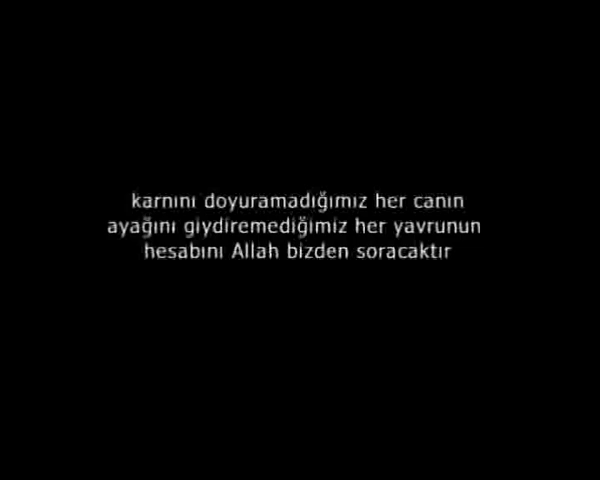 karnını doyuramadığımız her canın
ayağını giydiremediğimiz her yavrunun
hesabını Allah bizden soracaktır